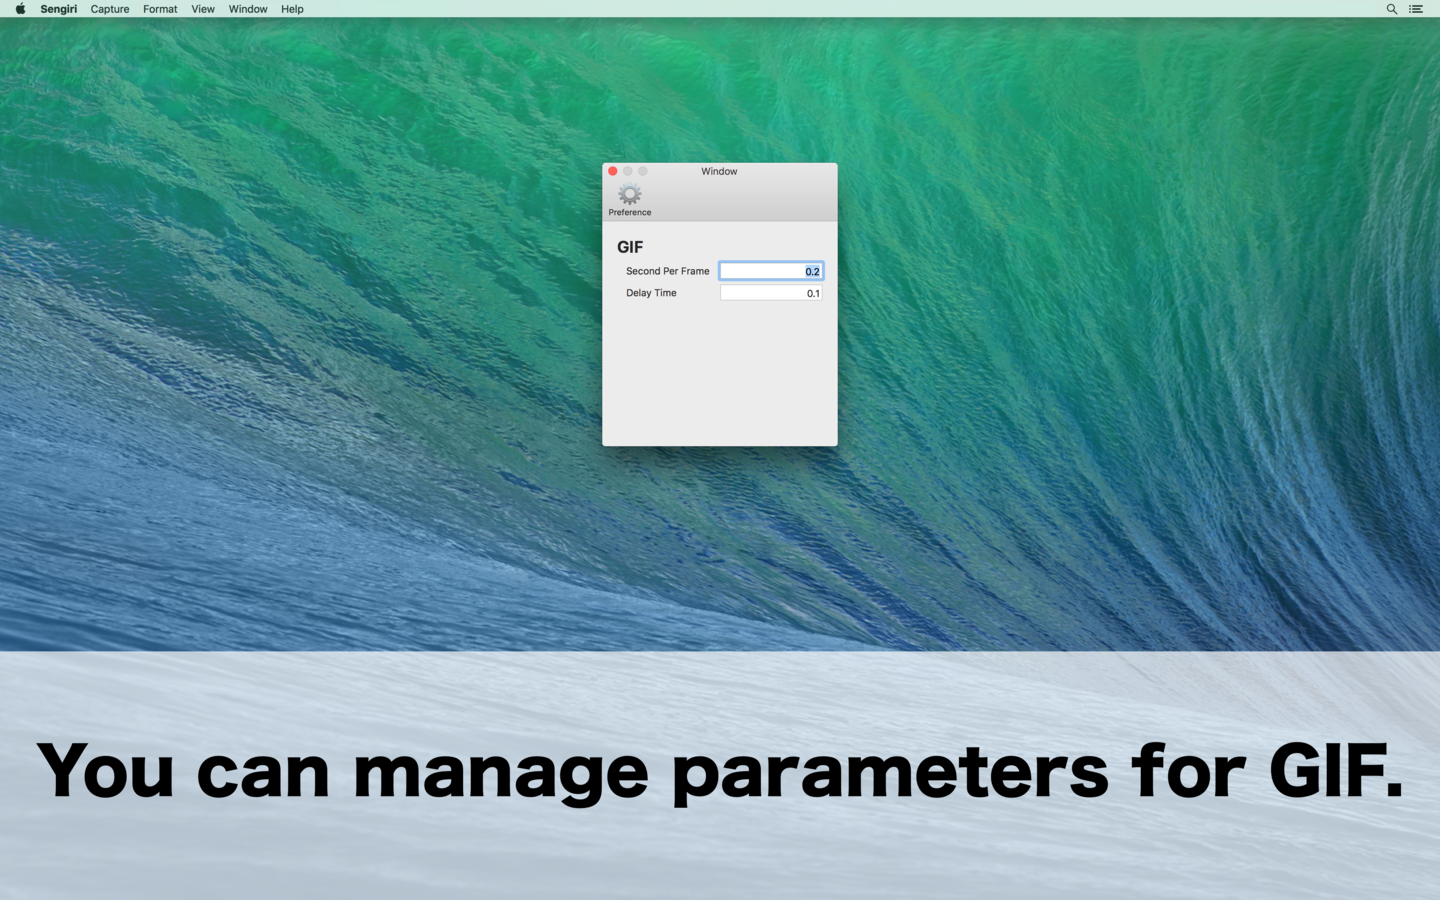 Sengiri Capture Format View Window Help
Window
Preference
GIF
Second Per Frame 0.2
Delay Time 0.1
You can manage parameters for GIF.